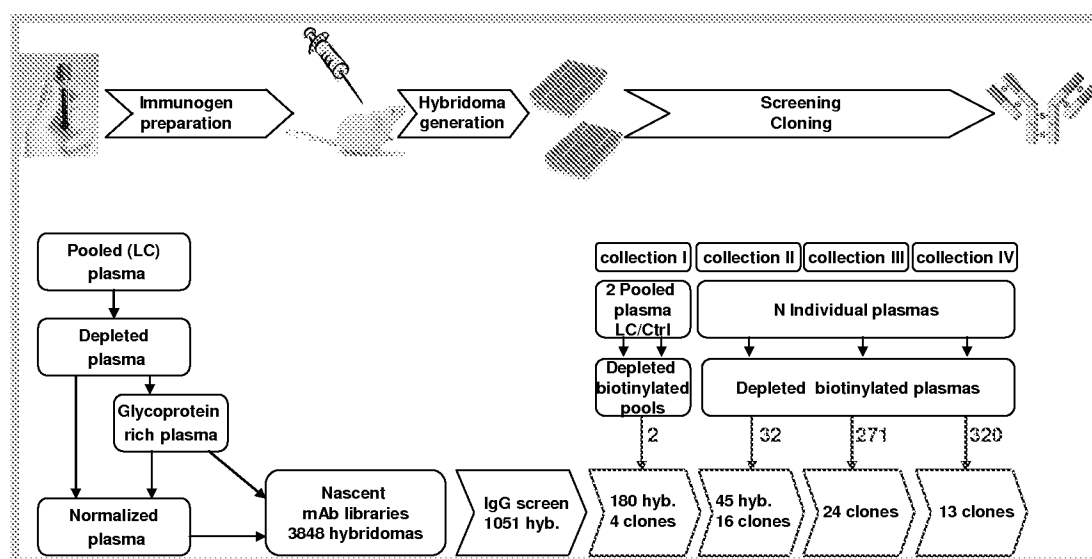 Immunogen
preparation
Hybridoma
generation
Screening
Cloning
Pooled (LC)
plasma
Depleted
plasma
Glycoprotein
rich plasma
Normalized
plasma
Nascent
mAb libraries
3848 hybridomas
IgG screen
1051 hyb.
collection I
collection II
collection III
collection IV
2 Pooled
plasma
LC/Ctrl
N Individual plasmas
Depleted
biotinylated
pools
Depleted biotinylated plasmas
2
32
271
320
180 hyb.
4 clones
45 hyb.
16 clones
24 clones
13 clones